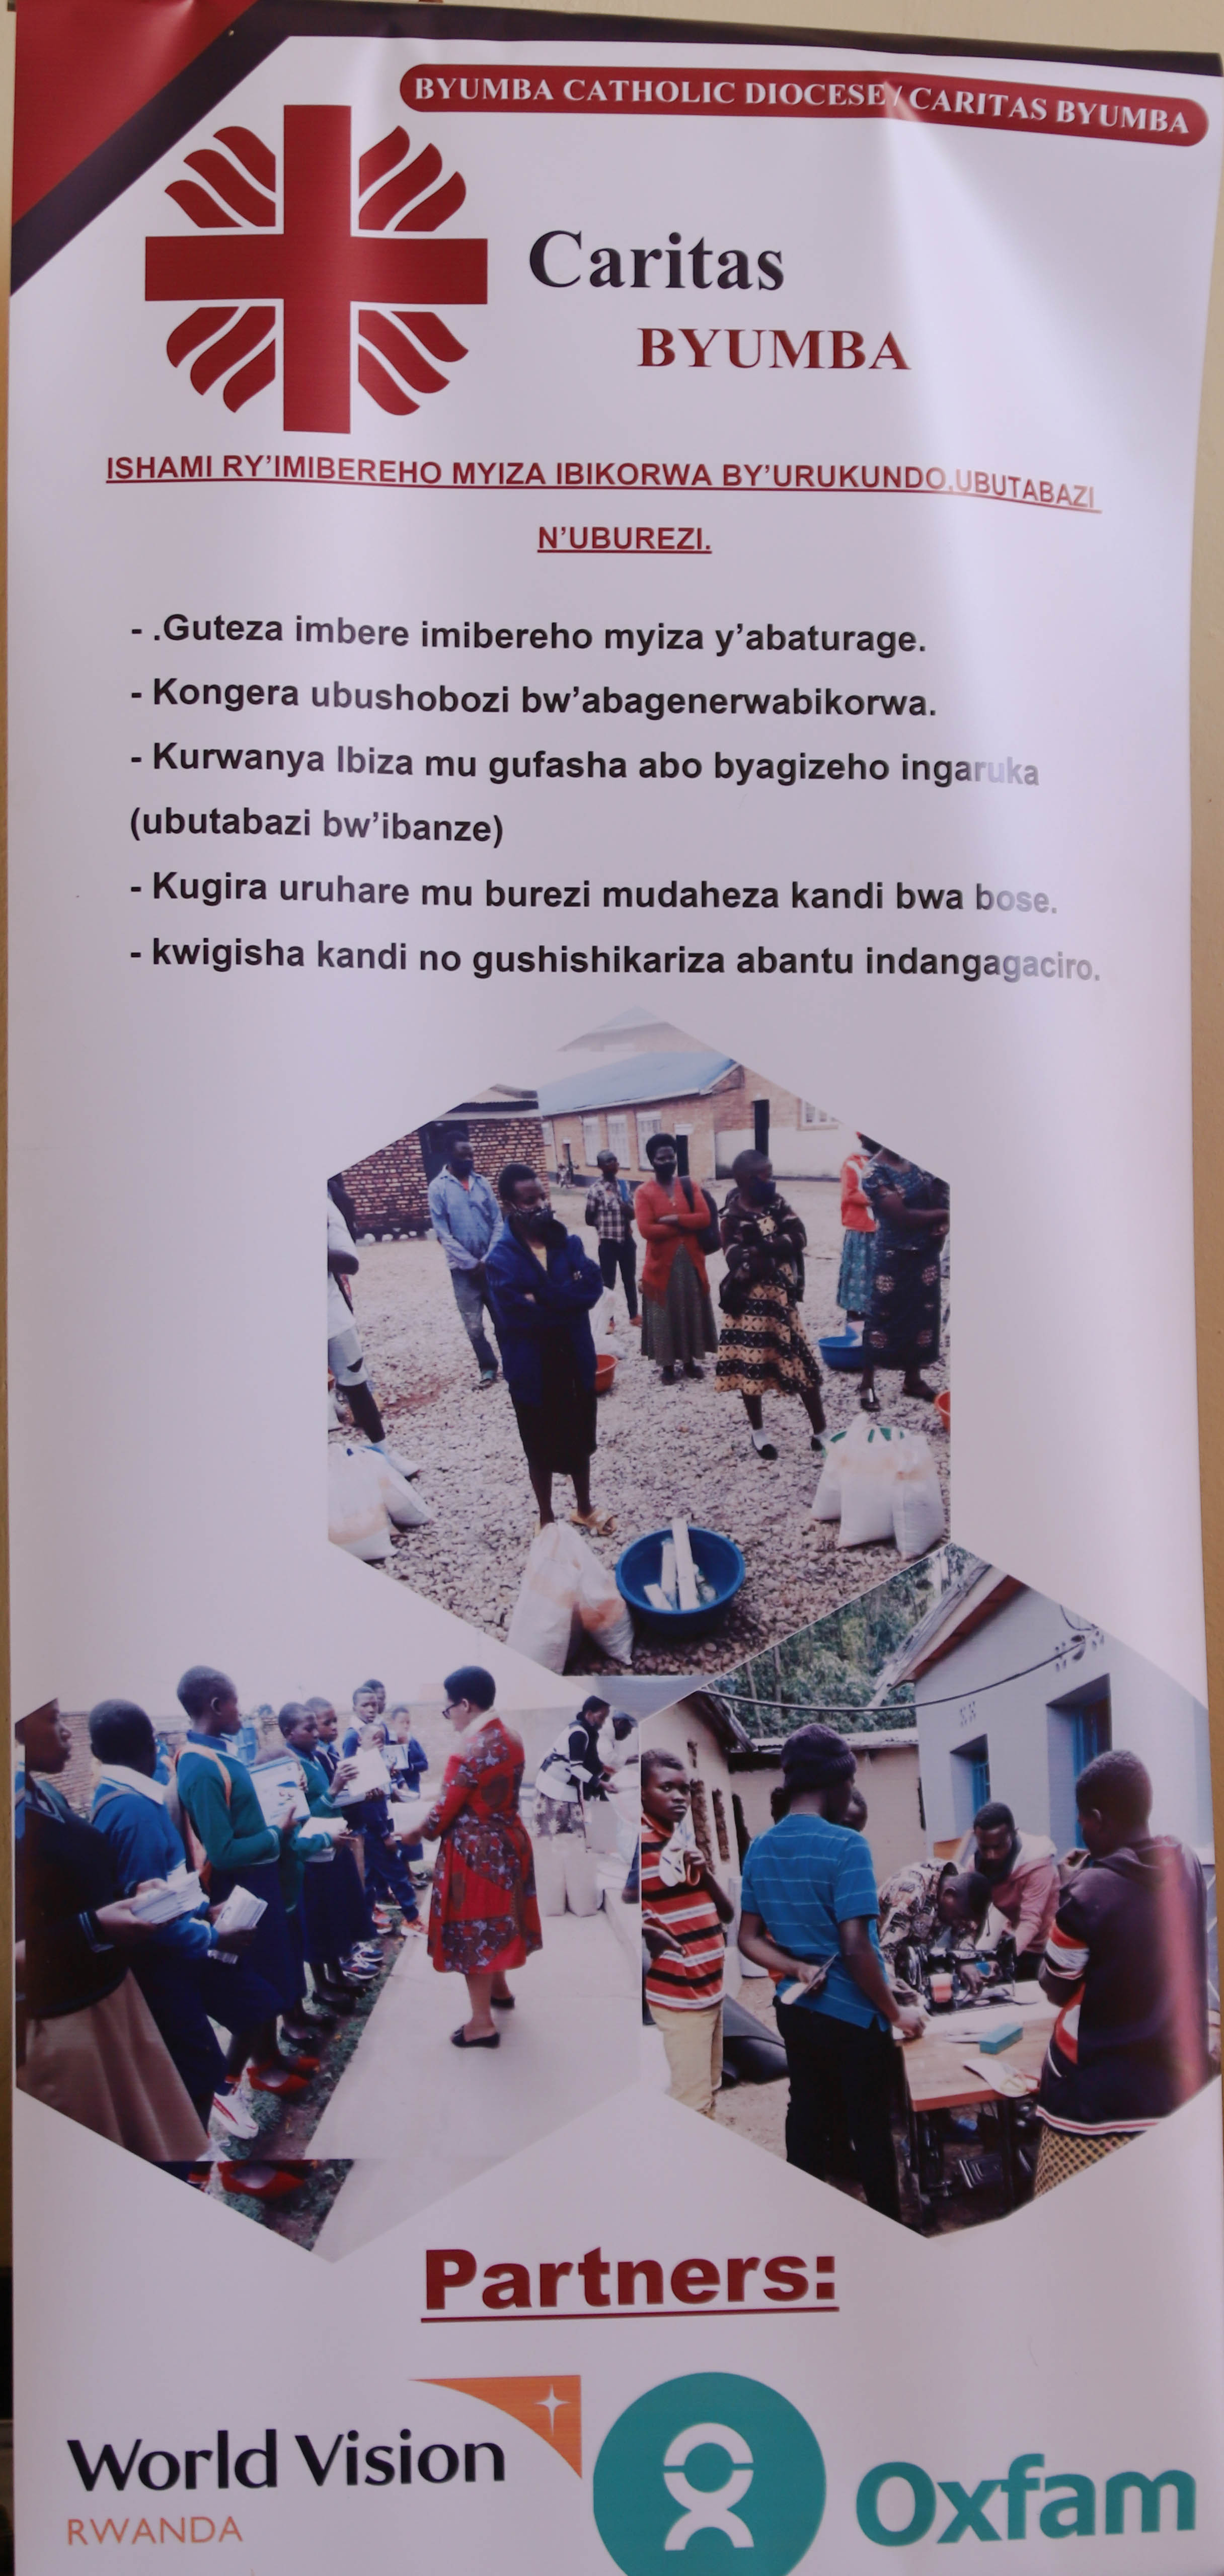 BYUMBA CATHOLIC DIOCESE / CARITAS BYUMBA
Caritas
BYUMBA
ISHAMI RY'IMIBEREHO MYIZA IBIKORWA BY'URUKUNDO,UBUTABAZI
N'UBUREZI.
- .Guteza imbere imibereho myiza y'abaturage.
- Kongera ubushobozi bw'abagenerwabikorwa.
- Kurwanya Ibiza mu gufasha abo byagizeho ingaruka
(ubutabazi bw'ibanze)
- Kugira uruhare mu burezi mudaheza kandi bwa bose.
- kwigisha kandi no gushishikariza abantu indangagaciro.
Partners:
World Vision
RWANDA
Oxfam